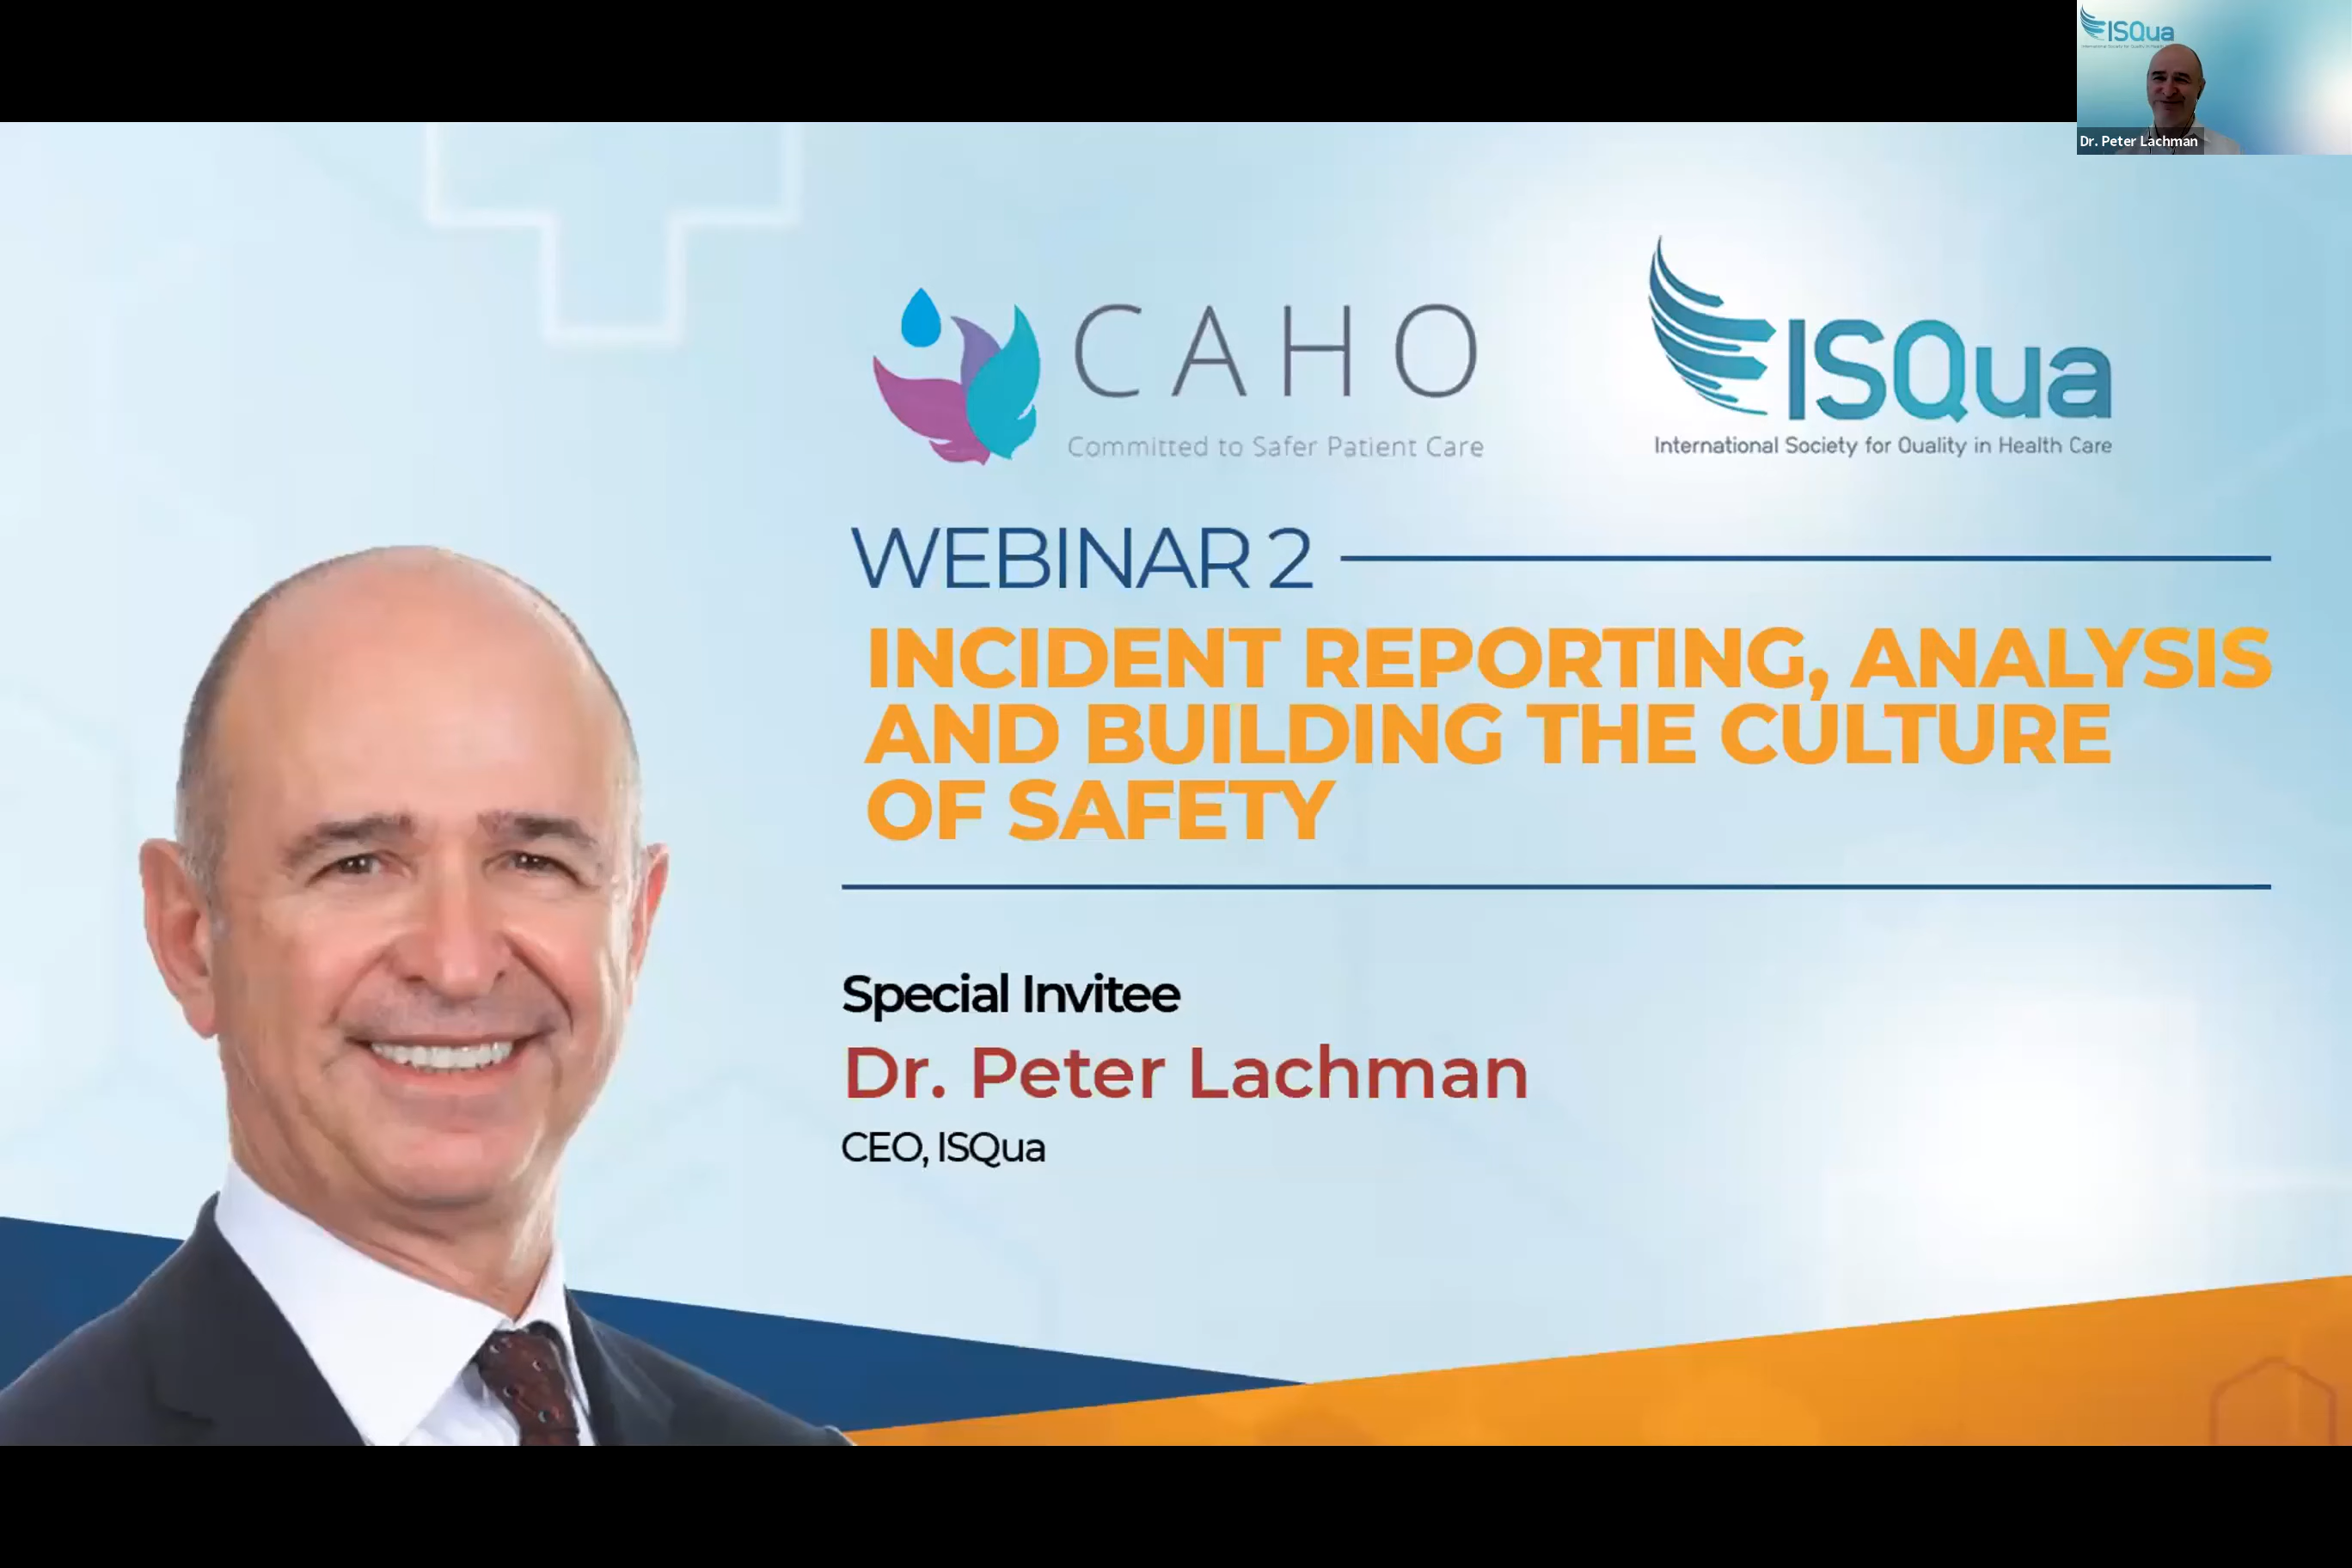 ISQua
Dr. Peter Lachman
CAHO
Committed to Safer Patient Care
ISQua
International Society for Quality in Health Care
WEBINAR 2
INCIDENT REPORTING, ANALYSIS
AND BUILDING THE CULTURE
OF SAFETY
Special Invitee
Dr. Peter Lachman
CEO, ISQua